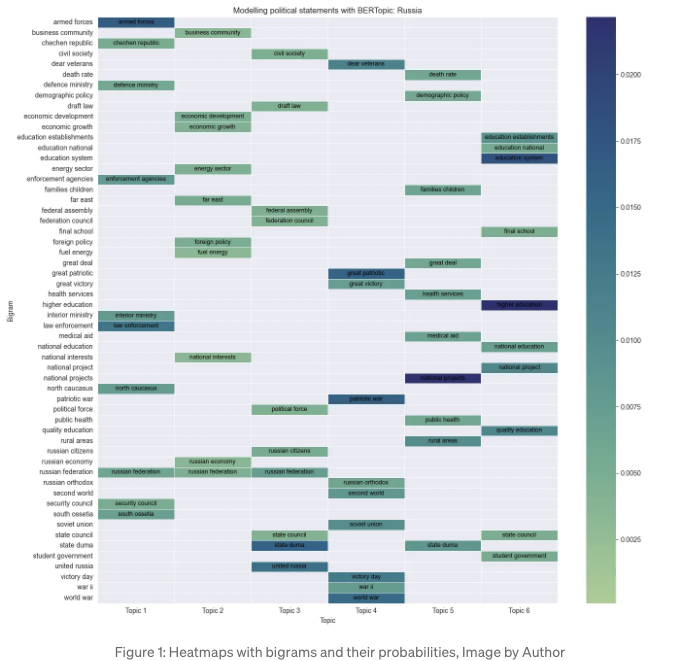 Modelling political statements with BERTopic: Russia
armed forces armed forces
business community business community
chechen republic chechen republic
civil society civil society
dear veterans dear veterans
death rate death rate
defence ministry defence ministry
demographic policy demographic policy
draft law draft law
economic development economic development
economic growth economic growth
education establishments education establishments
education national education national
education system education system
energy sector energy sector
enforcement agencies enforcement agencies
families children families children
far east far east
federal assembly federal assembly
federation council federation council
final school final school
foreign policy foreign policy
fuel energy fuel energy
great deal great deal
great patriotic great patriotic
great victory great victory
health services health services
higher education higher education
interior ministry interior ministry
law enforcement law enforcement
medical aid medical aid
national education national education
national interests national interests
national project national project
national projects national projects
north caucasus north caucasus
patriotic war patriotic war
political force political force
public health public health
quality education quality education
rural areas rural areas
russian citizens russian citizens
russian economy russian economy
russian federation russian federation russian federation russian federation
russian orthodox russian orthodox
second world second world
security council security council
south ossetia south ossetia
soviet union soviet union
state council state council state council
state duma state duma state duma
student government student government
united russia united russia
victory day victory day
war ii war ii
world war world war
Bigram
Topic 1 Topic 2 Topic 3 Topic 4 Topic 5 Topic 6
Topic
0.0200
0.0175
0.0150
0.0125
0.0100
0.0075
0.0050
0.0025
Figure 1: Heatmaps with bigrams and their probabilities, Image by Author